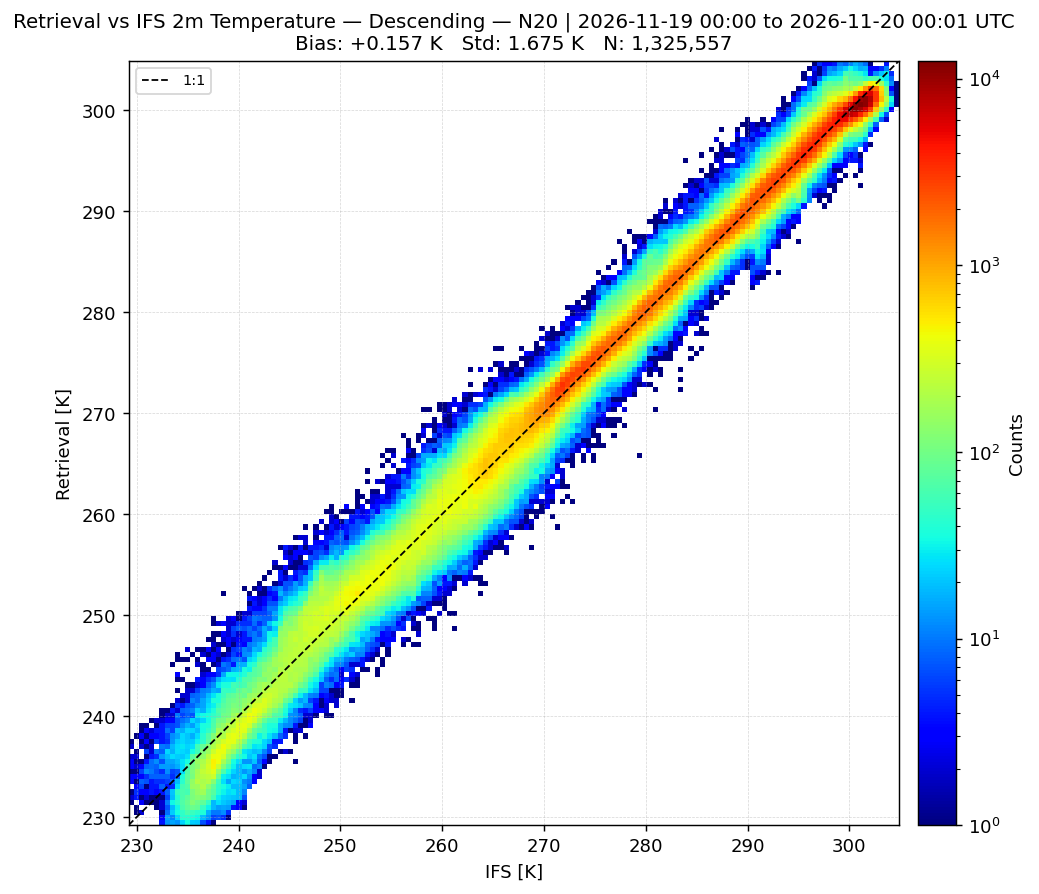 Retrieval vs IFS 2m Temperature — Descending — N20 | 2026-11-19 00:00 to 2026-11-20 00:01 UTC
Bias: +0.157 K   Std: 1.675 K   N: 1,325,557
1:1
300
290
280
270
260
250
240
230
Retrieval [K]
230 240 250 260 270 280 290 300
IFS [K]
10⁴
10³
10²
10¹
10⁰
Counts